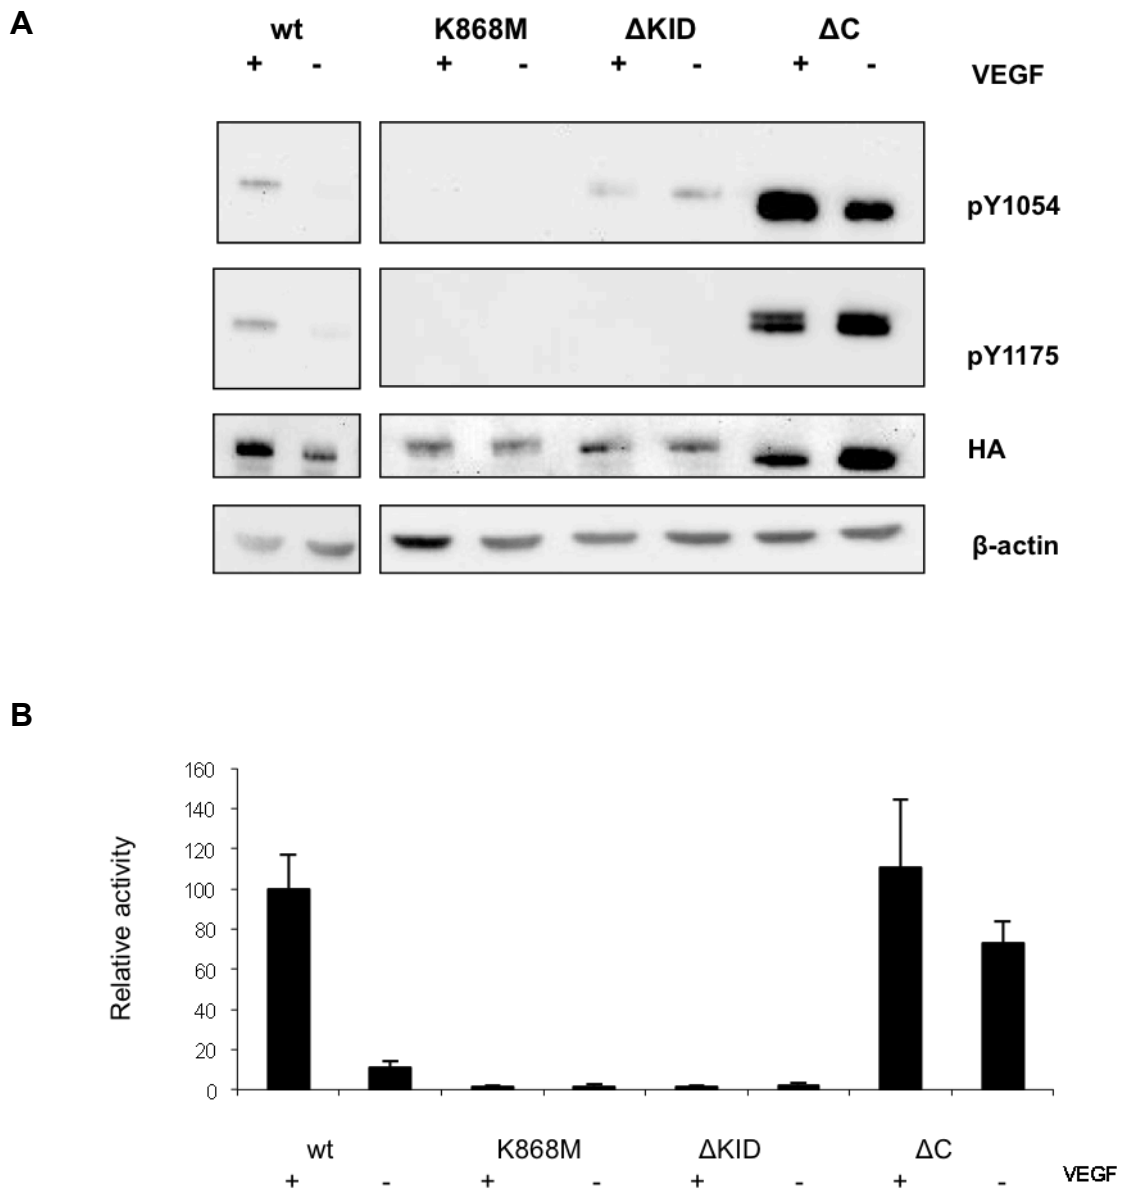 A
wt K868M ΔKID ΔC
+ - + - + - + - VEGF
pY1054
pY1175
HA
β-actin
B
160
140
120
100
80
60
40
20
0
Relative activity
wt K868M ΔKID ΔC
+ - + - + - + - VEGF